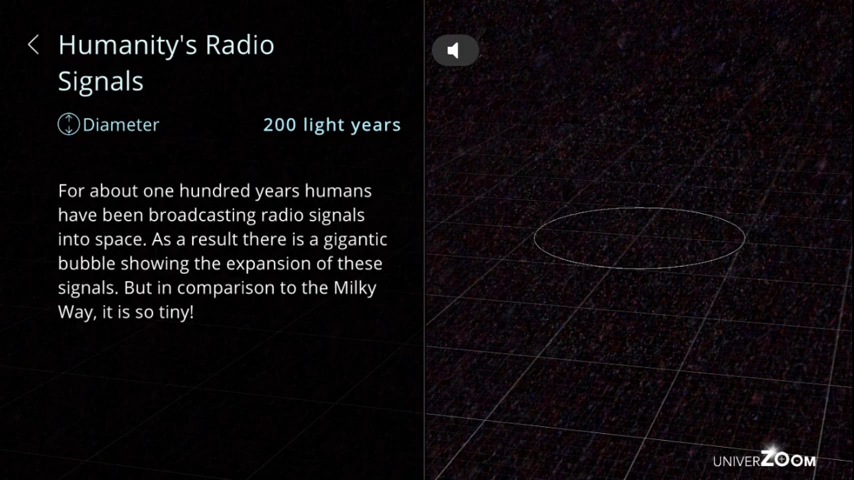 Humanity's Radio
Signals
Diameter 200 light years
For about one hundred years humans
have been broadcasting radio signals
into space. As a result there is a gigantic
bubble showing the expansion of these
signals. But in comparison to the Milky
Way, it is so tiny!
UNIVERZOOM